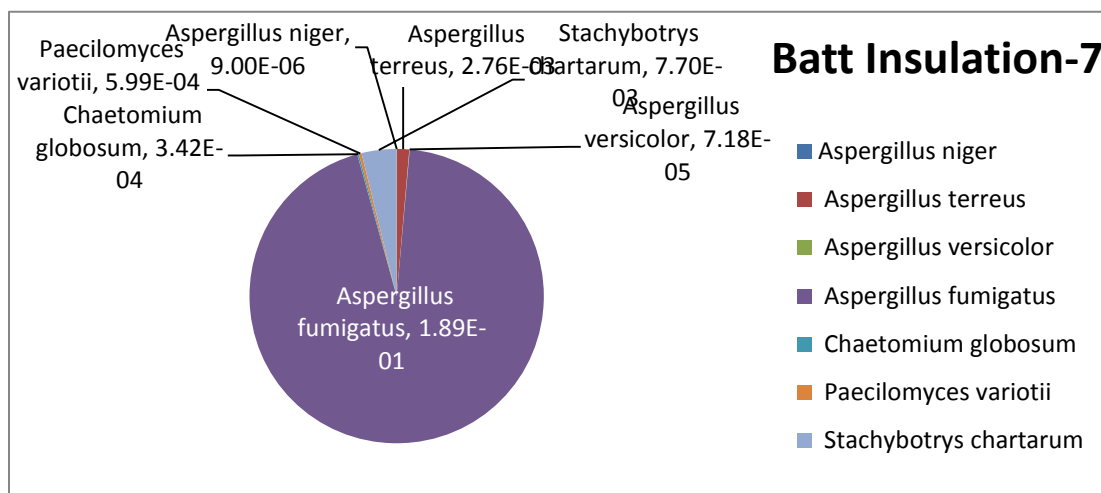 Batt Insulation-7
Aspergillus niger,
9.00E-06
Aspergillus
terreus, 2.76E-03
Stachybotrys
chartarum, 7.70E-
03
Aspergillus
versicolor, 7.18E-
05
Paecilomyces
variotii, 5.99E-04
Chaetomium
globosum, 3.42E-
04
Aspergillus
fumigatus, 1.89E-
01
Aspergillus niger
Aspergillus terreus
Aspergillus versicolor
Aspergillus fumigatus
Chaetomium globosum
Paecilomyces variotii
Stachybotrys chartarum